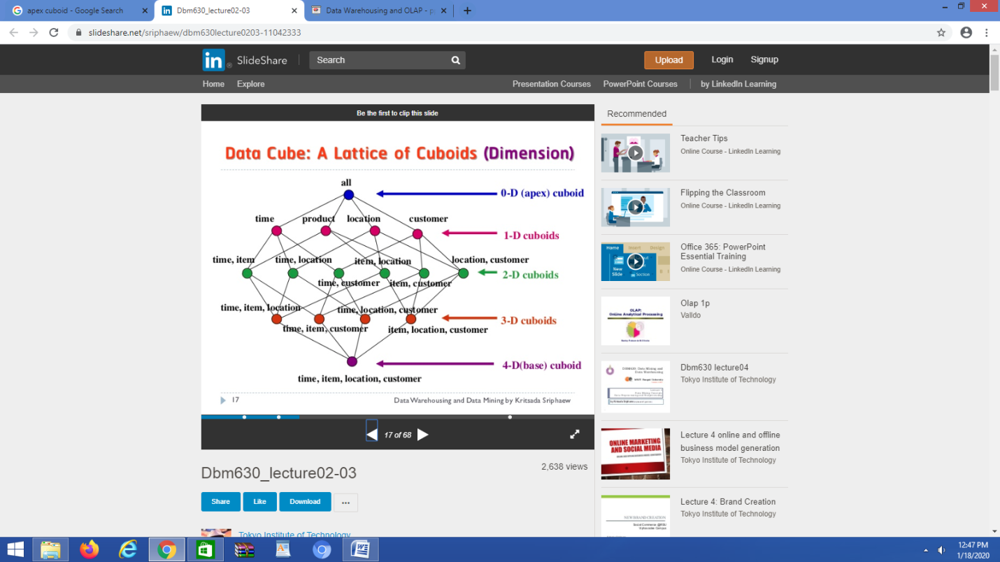 apex cuboid - Google Search
Dbm630_lecture02-03
Data Warehousing and OLAP - p
slideshare.net/sriphaew/dbm630lecture0203-11042333
in SlideShare
Search
Upload
Login
Signup
Home
Explore
Presentation Courses
PowerPoint Courses
by LinkedIn Learning
Be the first to clip this slide
Data Cube: A Lattice of Cuboids (Dimension)
all
0-D (apex) cuboid
time
product
location
customer
1-D cuboids
time, item
time, location
item, location
location, customer
2-D cuboids
time, customer
item, customer
time, item, location
time, location, customer
3-D cuboids
time, item, customer
item, location, customer
4-D(base) cuboid
time, item, location, customer
17
Data Warehousing and Data Mining by Kritsada Sriphaew
17 of 68
Dbm630_lecture02-03
2,638 views
Share
Like
Download
...
Tokyo Institute of Technology
Recommended
Teacher Tips
Online Course - LinkedIn Learning
Flipping the Classroom
Online Course - LinkedIn Learning
Home Insert Design
New
Slide
Section
Office 365: PowerPoint
Essential Training
Online Course - LinkedIn Learning
OLAP:
OnLine Analytical Processing
Olap 1p
Valldo
DBM630: Data Mining and
Data Warehousing
Dbm630 lecture04
Tokyo Institute of Technology
ONLINE MARKETING
AND SOCIAL MEDIA
Lecture 4 online and offline
business model generation
Tokyo Institute of Technology
NEW BRAND CREATION
Lecture 4: Brand Creation
Tokyo Institute of Technology
12:47 PM
1/18/2020